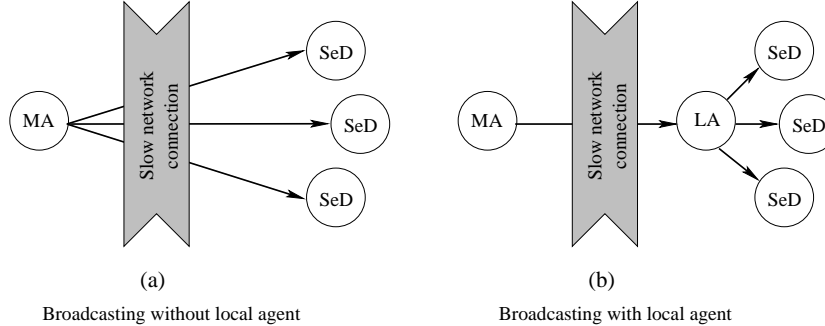 MA
Slow network
connection
SeD
SeD
SeD
(a)
Broadcasting without local agent
MA
Slow network
connection
LA
SeD
SeD
SeD
(b)
Broadcasting with local agent